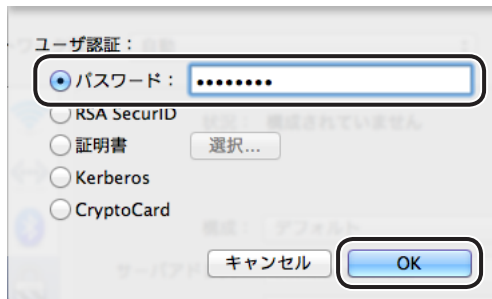 ユーザ認証：
パスワード： ••••••••
RSA SecurID
証明書 選択...
Kerberos
CryptoCard
キャンセル OK